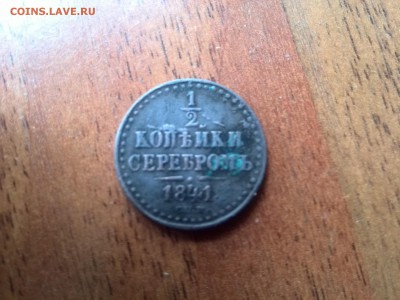 COINS.LAVE.RU
1
2
КОПѢЙКИ
СЕРЕБРОМЪ
1841